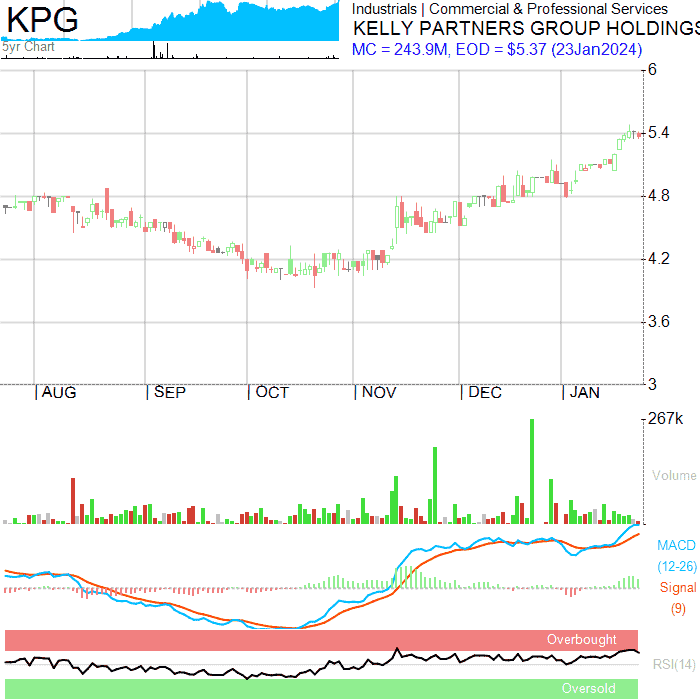 KPG
5yr Chart
Industrials | Commercial & Professional Services
KELLY PARTNERS GROUP HOLDINGS
MC = 243.9M, EOD = $5.37 (23Jan2024)
6
5.4
4.8
4.2
3.6
3
| AUG
| SEP
| OCT
| NOV
| DEC
| JAN
267k
Volume
MACD
(12-26)
Signal
(9)
Overbought
RSI(14)
Oversold